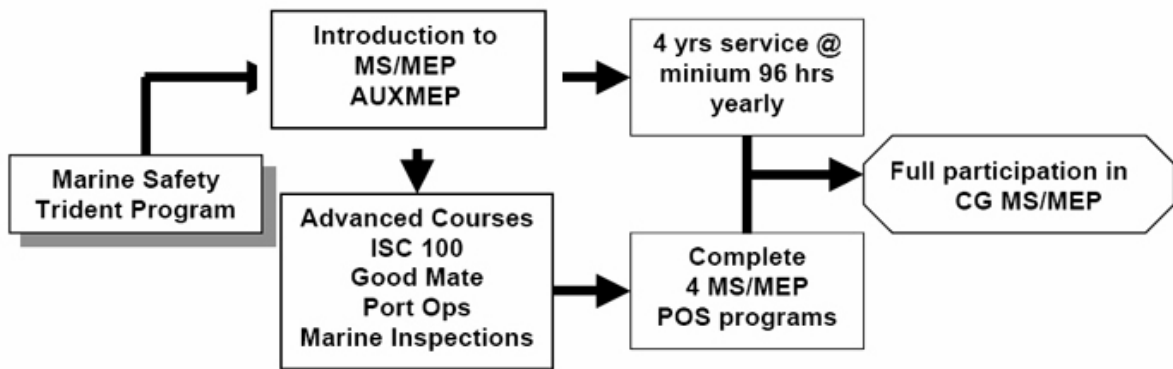 Marine Safety
Trident Program
Introduction to
MS/MEP
AUXMEP
Advanced Courses
ISC 100
Good Mate
Port Ops
Marine Inspections
4 yrs service @
minium 96 hrs
yearly
Complete
4 MS/MEP
POS programs
Full participation in
CG MS/MEP